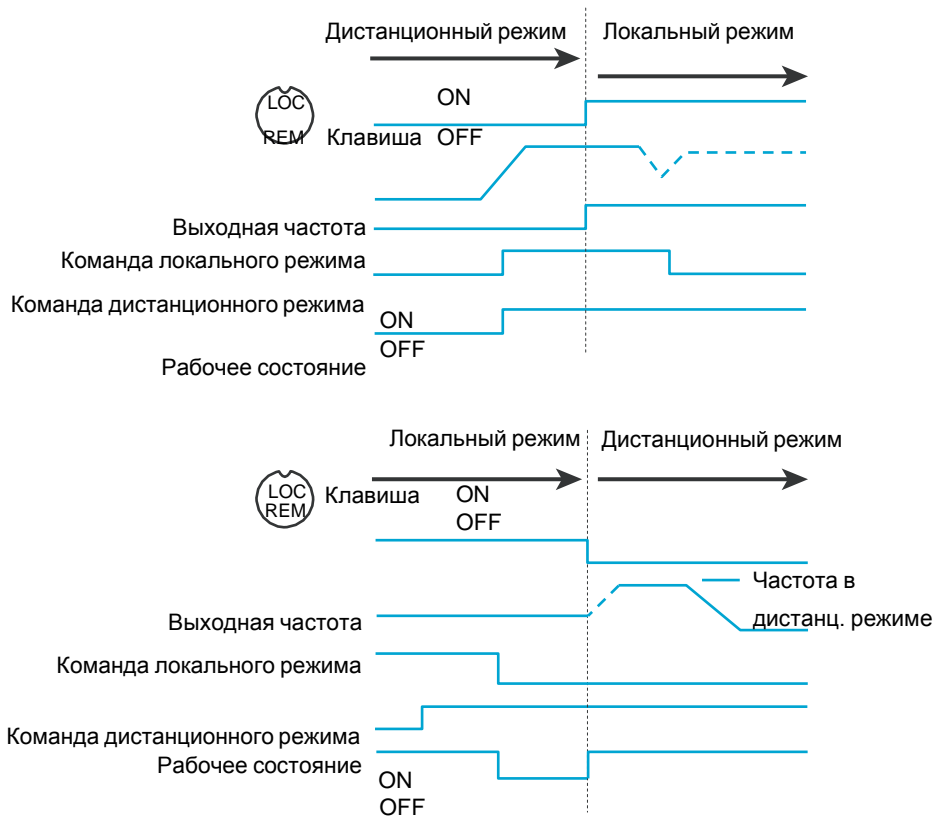 Дистанционный режим Локальный режим
LOC
ON
REM Клавиша OFF
Выходная частота
Команда локального режима
Команда дистанционного режима
ON
OFF
Рабочее состояние
Локальный режим Дистанционный режим
LOC Клавиша ON
REM
OFF
Частота в
дистанц. режиме
Выходная частота
Команда локального режима
Команда дистанционного режима
Рабочее состояние
ON
OFF